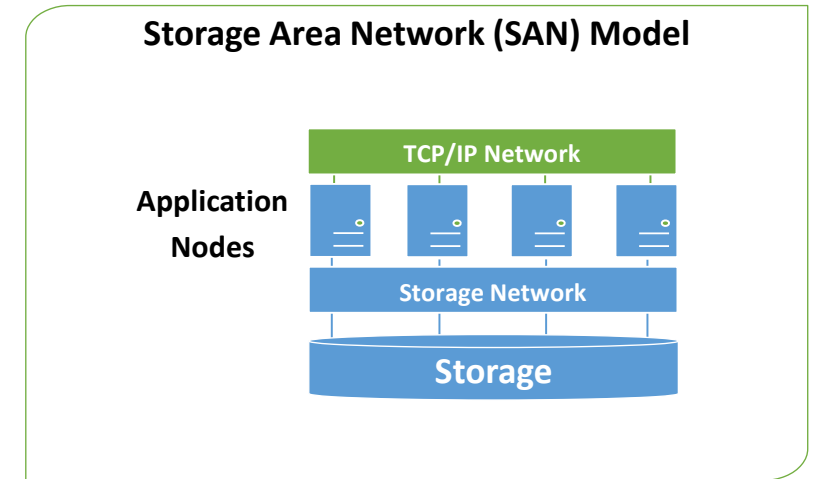 Storage Area Network (SAN) Model
TCP/IP Network
Application
Nodes
Storage Network
Storage